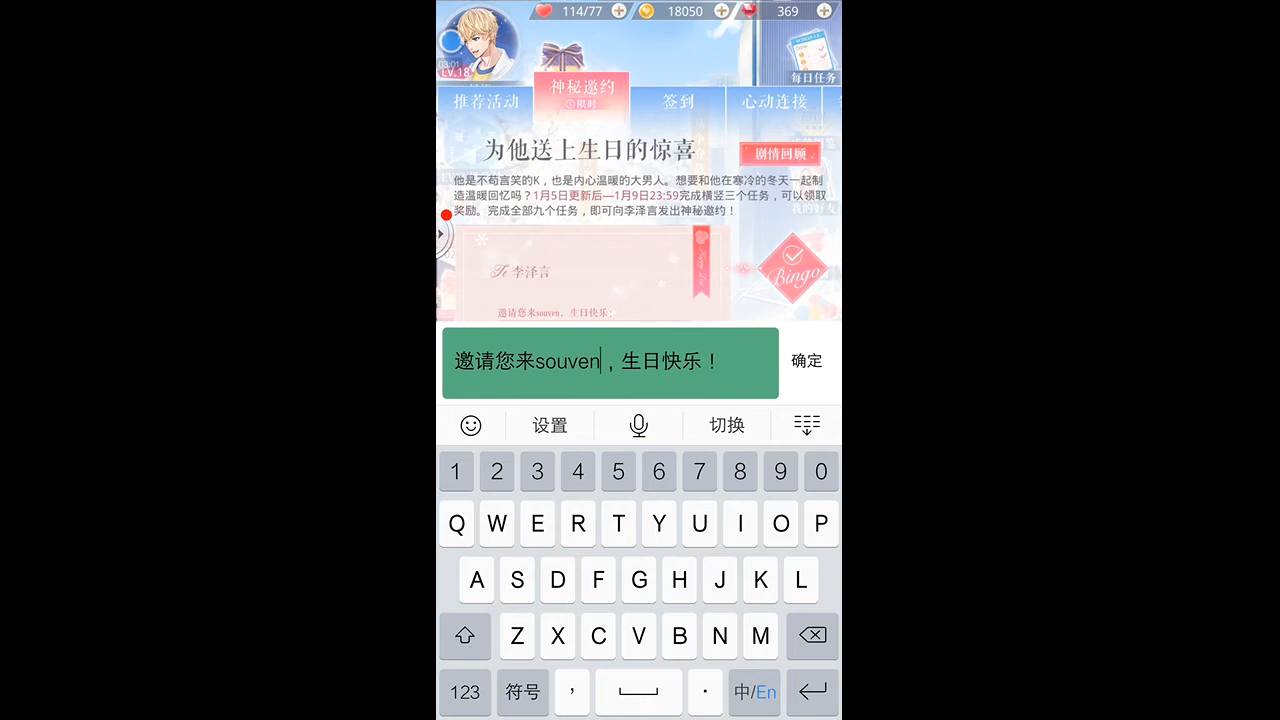 114/77
18050
369
03:01
LV.18
每日任务
推荐活动
神秘邀约
限时
签到
心动连接
为他送上生日的惊喜
剧情回顾
他是不苟言笑的K，也是内心温暖的大男人。想要和他在寒冷的冬天一起制
造温暖回忆吗？1月5日更新后—1月9日23:59完成横竖三个任务，可以领取
奖励。完成全部九个任务，即可向李泽言发出神秘邀约！
我的好友
To 李泽言
Bingo
邀请您来souven，生日快乐！
邀请您来souven，生日快乐！
确定
设置
切换
1 2 3 4 5 6 7 8 9 0
Q W E R T Y U I O P
A S D F G H J K L
Z X C V B N M
123 符号 , . 中/En